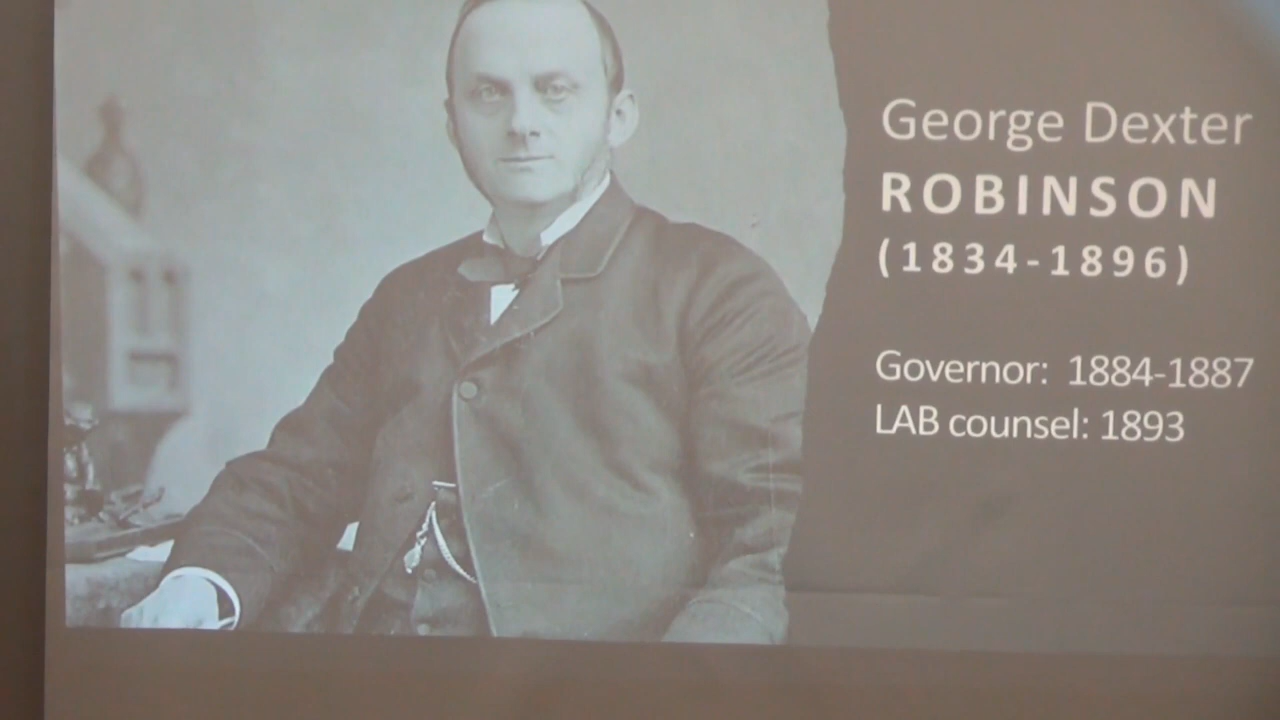 George Dexter
ROBINSON
(1834-1896)
Governor: 1884-1887
LAB counsel: 1893